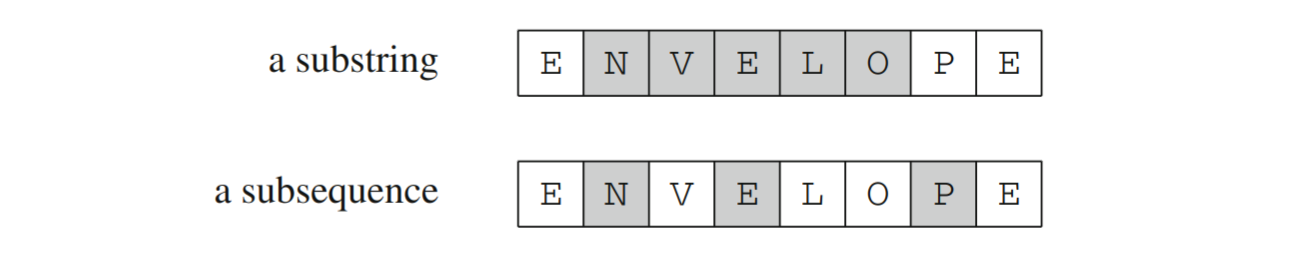 a substring E N V E L O P E
a subsequence E N V E L O P E